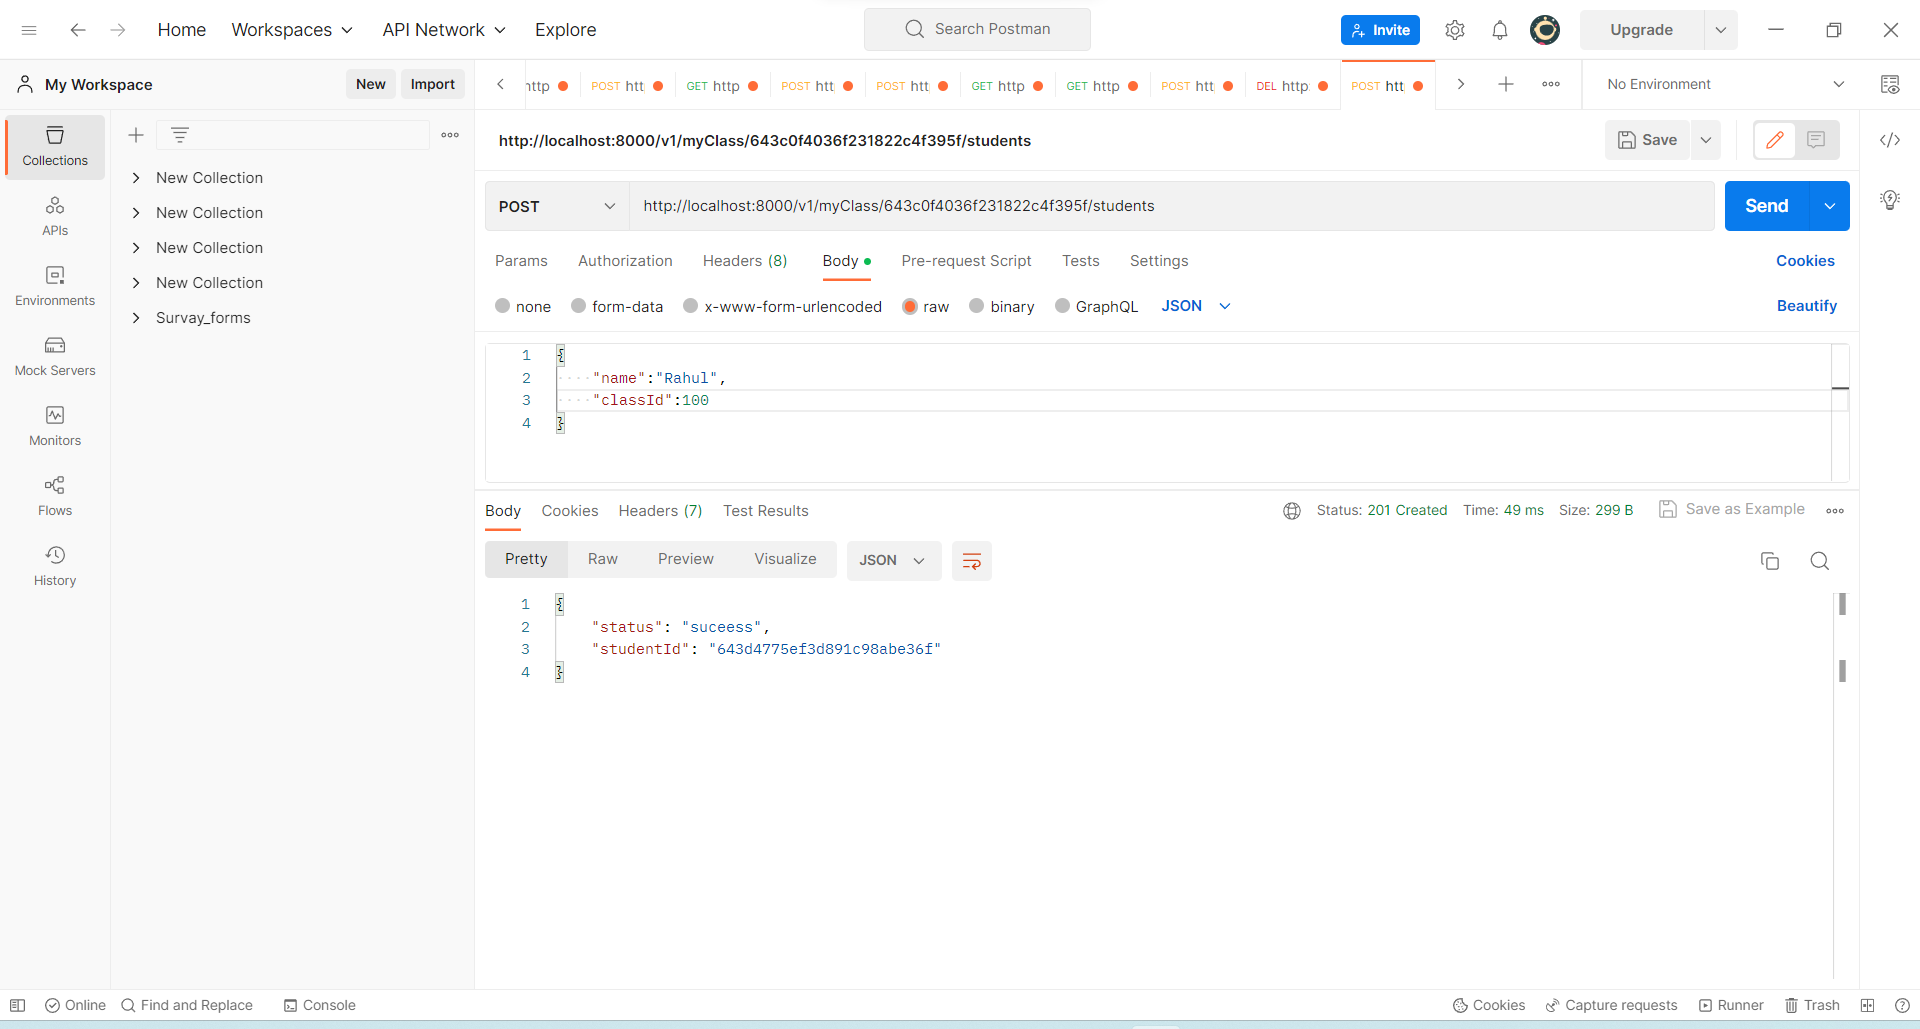 Home Workspaces API Network Explore Search Postman Invite Upgrade
My Workspace New Import
http POST htt GET http POST htt POST htt GET http GET http POST htt DEL http POST htt No Environment
Collections
APIs
Environments
Mock Servers
Monitors
Flows
History
New Collection
New Collection
New Collection
New Collection
Survay_forms
http://localhost:8000/v1/myClass/643c0f4036f231822c4f395f/students Save
POST http://localhost:8000/v1/myClass/643c0f4036f231822c4f395f/students Send
Params Authorization Headers (8) Body Pre-request Script Tests Settings Cookies
none form-data x-www-form-urlencoded raw binary GraphQL JSON Beautify
1 {
2 "name":"Rahul",
3 "classId":100
4 }
Body Cookies Headers (7) Test Results Status: 201 Created Time: 49 ms Size: 299 B Save as Example
Pretty Raw Preview Visualize JSON
1 {
2 "status": "suceess",
3 "studentId": "643d4775ef3d891c98abe36f"
4 }
Online Find and Replace Console Cookies Capture requests Runner Trash